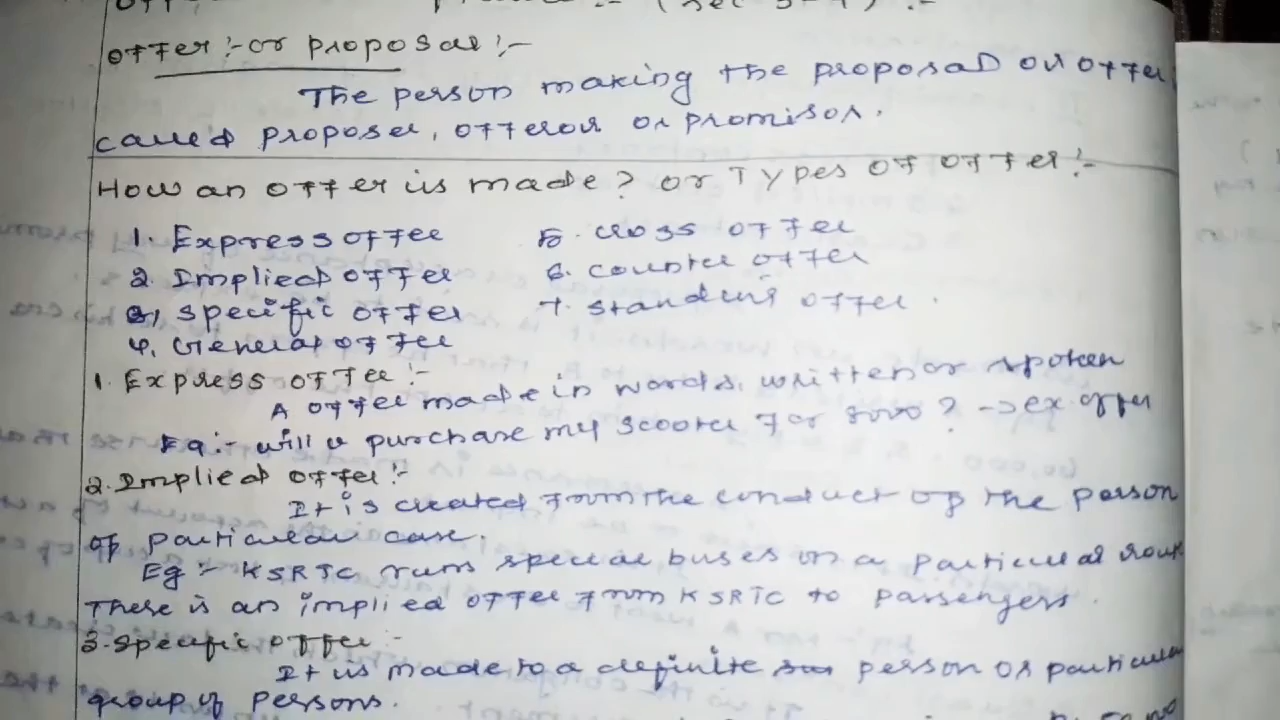 offer :- or proposal :-
The person making the proposal or offer
called proposer, offeror or promisor.
How an offer is made? or Types of offer :-
1. Express offer
5. cross offer
2. Implied offer
6. counter offer
3, specific offer
7. standing offer.
4. General offer
1. Express offer :-
A offer made in words, written or spoken
Eg :- will u purchase my scooter for ? -> ex. offer
2. Implied offer :-
It is created from the conduct of the person
of particular case.
Eg :- KSRTC runs special buses on a particular route
There is an implied offer from KSRTC to passengers.
3. Specific offer :-
It is made to a definite person or particular
group of persons.